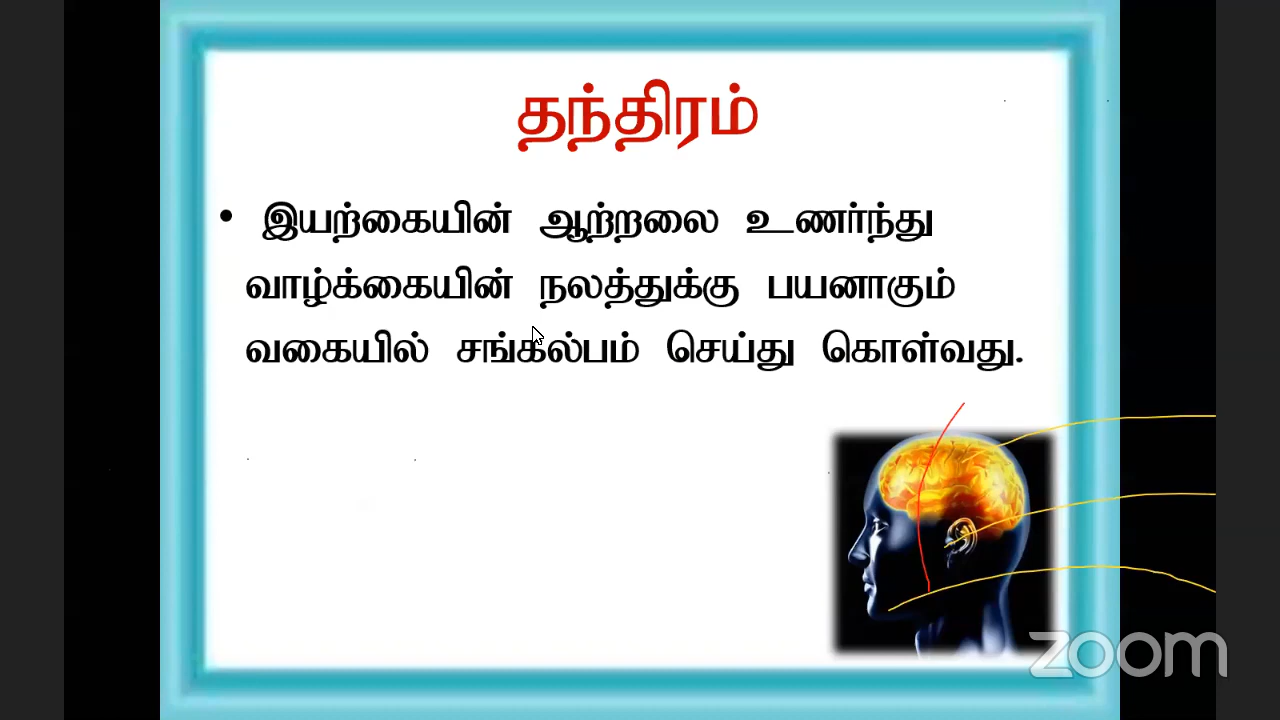 தந்திரம்
• இயற்கையின் ஆற்றலை உணர்ந்து
வாழ்க்கையின் நலத்துக்கு பயனாகும்
வகையில் சங்கல்பம் செய்து கொள்வது.
zoom